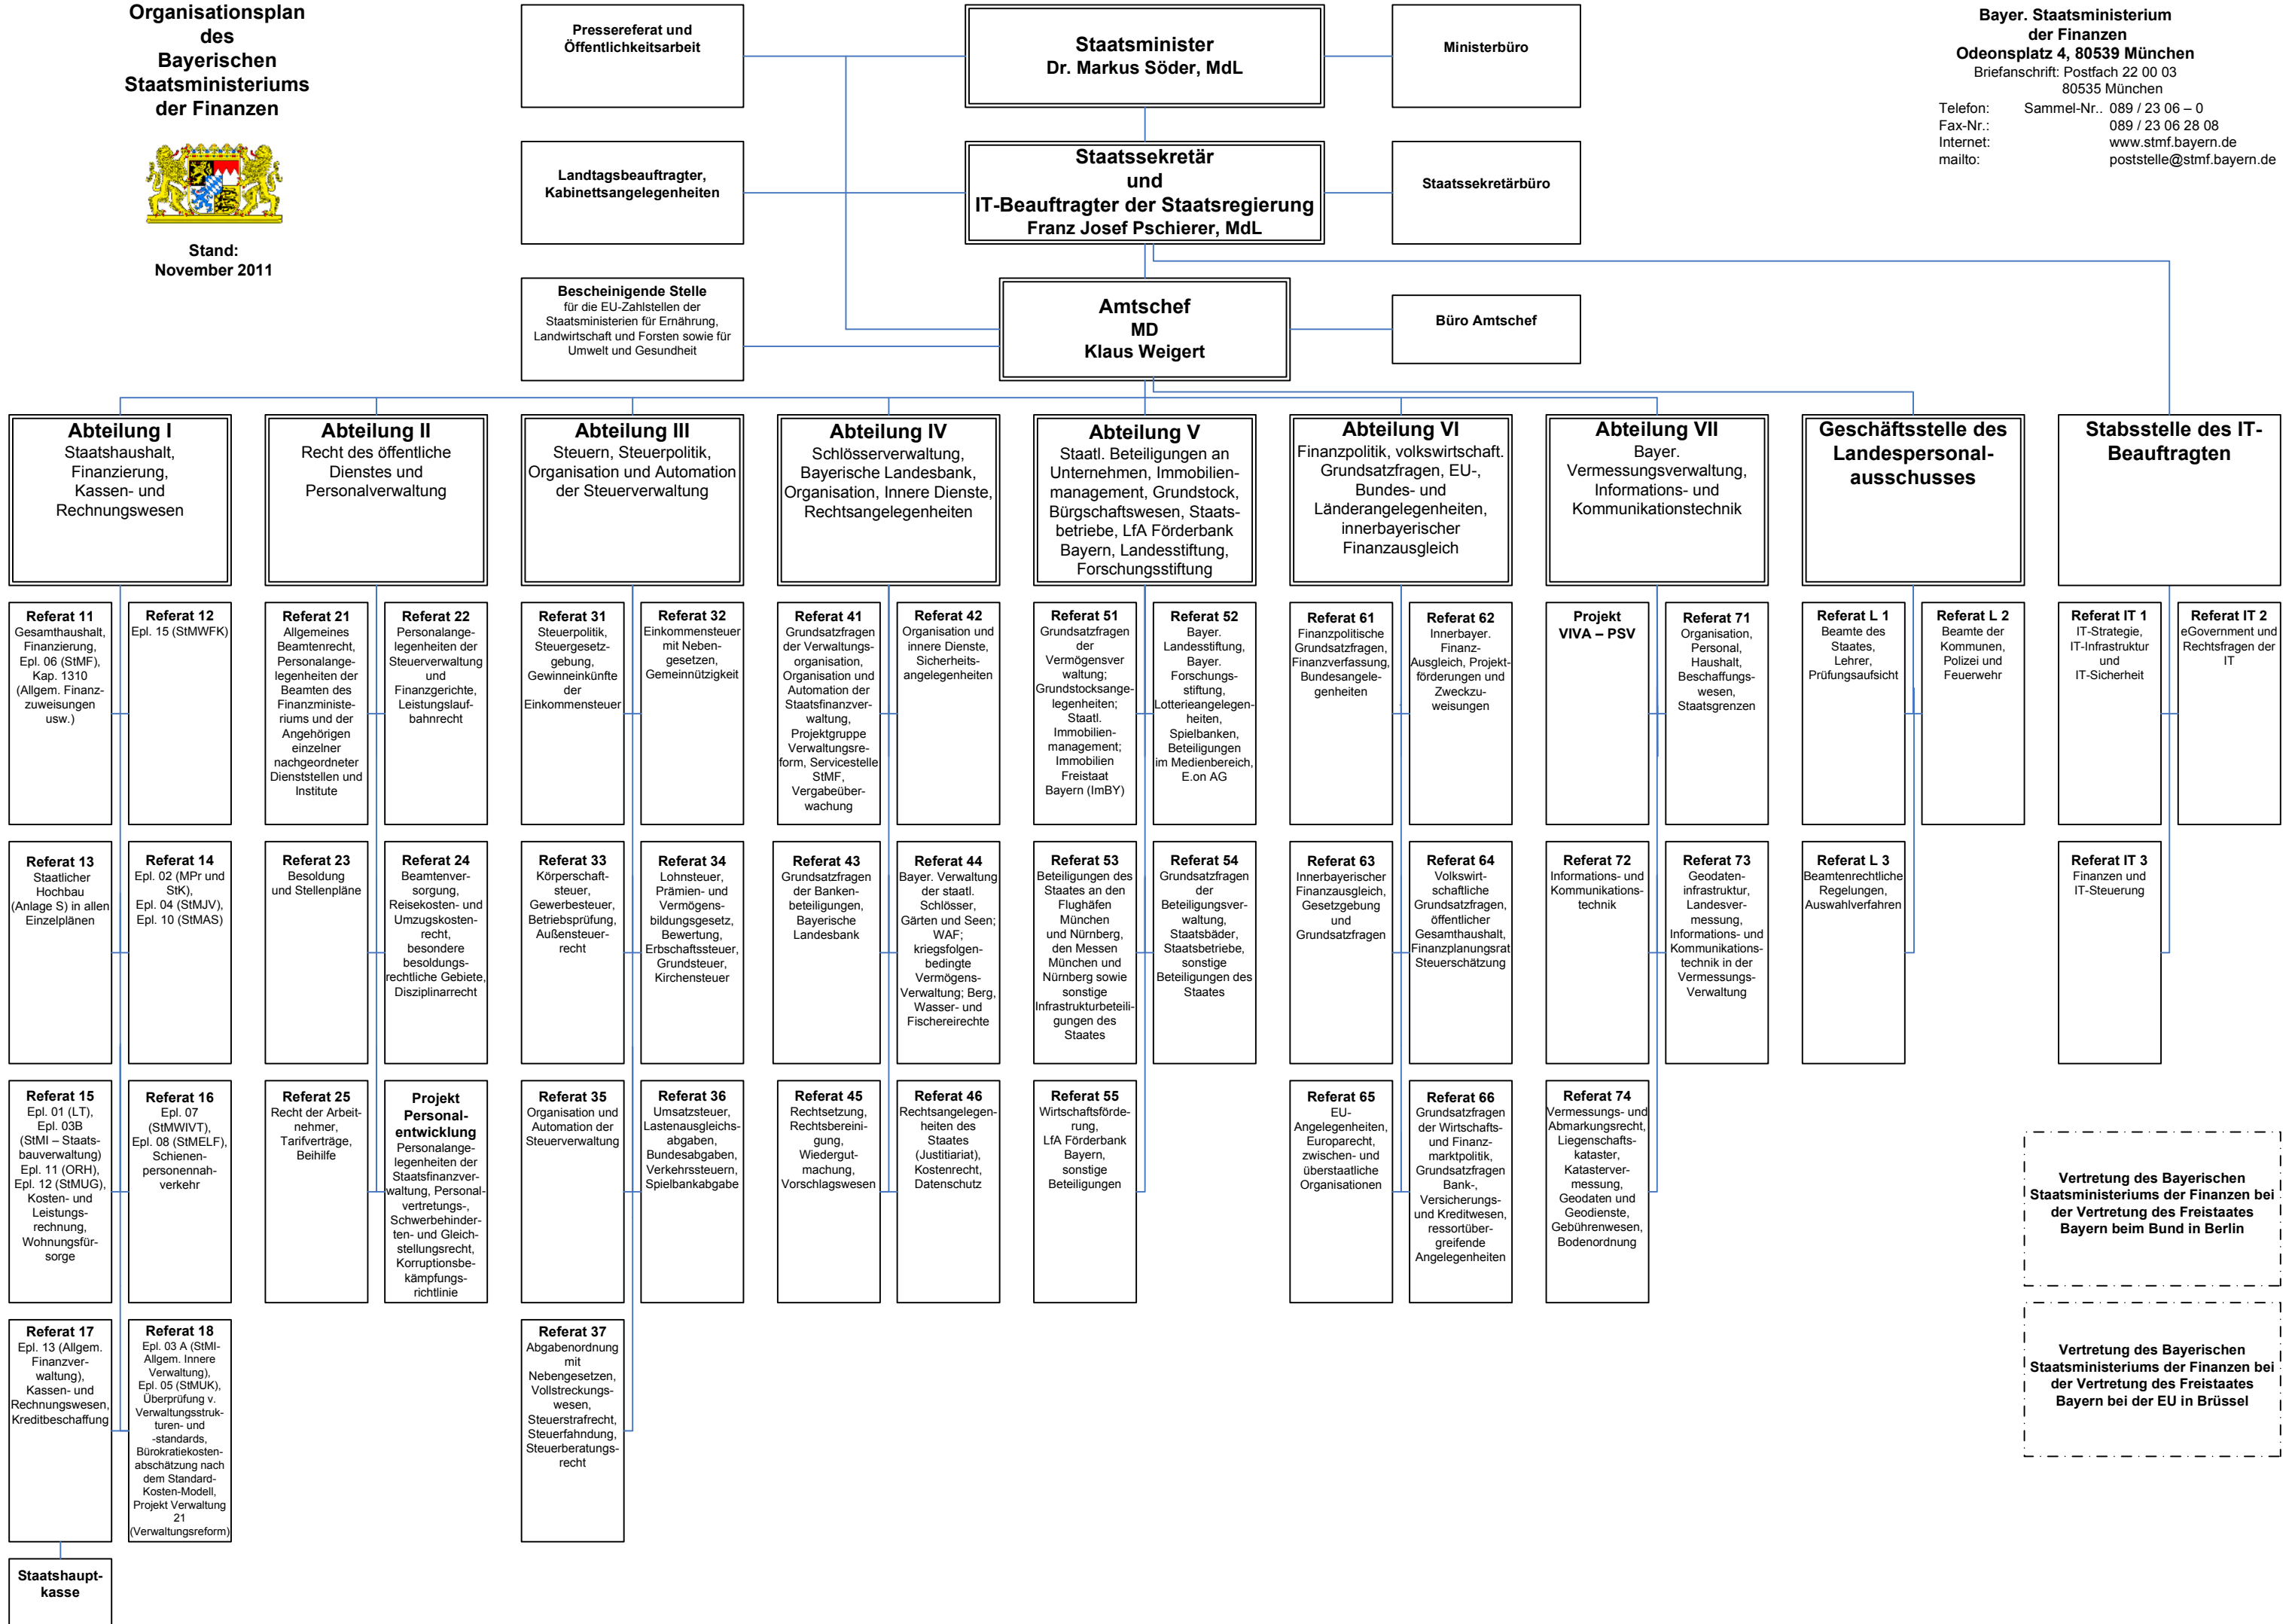 Organisationsplan
des
Bayerischen
Staatsministeriums
der Finanzen
Stand:
November 2011
Pressereferat und
Öffentlichkeitsarbeit
Staatsminister
Dr. Markus Söder, MdL
Ministerbüro
Bayer. Staatsministerium
der Finanzen
Odeonsplatz 4, 80539 München
Briefanschrift: Postfach 22 00 03
80535 München
Telefon: Sammel-Nr.. 089 / 23 06 – 0
Fax-Nr.: 089 / 23 06 28 08
Internet: www.stmf.bayern.de
mailto: poststelle@stmf.bayern.de
Landtagsbeauftragter,
Kabinettsangelegenheiten
Staatssekretär
und
IT-Beauftragter der Staatsregierung
Franz Josef Pschierer, MdL
Staatssekretärbüro
Bescheinigende Stelle
für die EU-Zahlstellen der
Staatsministerien für Ernährung,
Landwirtschaft und Forsten sowie für
Umwelt und Gesundheit
Amtschef
MD
Klaus Weigert
Büro Amtschef
Abteilung I
Staatshaushalt,
Finanzierung,
Kassen- und
Rechnungswesen
Abteilung II
Recht des öffentliche
Dienstes und
Personalverwaltung
Abteilung III
Steuern, Steuerpolitik,
Organisation und Automation
der Steuerverwaltung
Abteilung IV
Schlösserverwaltung,
Bayerische Landesbank,
Organisation, Innere Dienste,
Rechtsangelegenheiten
Abteilung V
Staatl. Beteiligungen an
Unternehmen, Immobilien-
management, Grundstock,
Bürgschaftswesen, Staats-
betriebe, LfA Förderbank
Bayern, Landesstiftung,
Forschungsstiftung
Abteilung VI
Finanzpolitik, volkswirtschaft.
Grundsatzfragen, EU-,
Bundes- und
Länderangelegenheiten,
innerbayerischer
Finanzausgleich
Abteilung VII
Bayer.
Vermessungsverwaltung,
Informations- und
Kommunikationstechnik
Geschäftsstelle des
Landespersonal-
ausschusses
Stabsstelle des IT-
Beauftragten
Referat 11
Gesamthaushalt,
Finanzierung,
Epl. 06 (StMF),
Kap. 1310
(Allgem. Finanz-
zuweisungen
usw.)
Referat 12
Epl. 15 (StMWFK)
Referat 21
Allgemeines
Beamtenrecht,
Personalange-
legenheiten der
Beamten des
Finanzministe-
riums und der
Angehörigen
einzelner
nachgeordneter
Dienststellen und
Institute
Referat 22
Personalange-
legenheiten der
Steuerverwaltung
und
Finanzgerichte,
Leistungslauf-
bahnrecht
Referat 31
Steuerpolitik,
Steuergesetz-
gebung,
Gewinneinkünfte
der
Einkommensteuer
Referat 32
Einkommensteuer
mit Neben-
gesetzen,
Gemeinnützigkeit
Referat 41
Grundsatzfragen
der Verwaltungs-
organisation,
Organisation und
Automation der
Staatsfinanzver-
waltung,
Projektgruppe
Verwaltungsre-
form, Servicestelle
StMF,
Vergabeüber-
wachung
Referat 42
Organisation und
innere Dienste,
Sicherheits-
angelegenheiten
Referat 51
Grundsatzfragen
der
Vermögensver
waltung;
Grundstocksange-
legenheiten;
Staatl.
Immobilien-
management;
Immobilien
Freistaat
Bayern (ImBY)
Referat 52
Bayer.
Landesstiftung,
Bayer.
Forschungs-
stiftung,
Lotterieangelegen-
heiten,
Spielbanken,
Beteiligungen
im Medienbereich,
E.on AG
Referat 61
Finanzpolitische
Grundsatzfragen,
Finanzverfassung,
Bundesangele-
genheiten
Referat 62
Innerbayer.
Finanz-
Ausgleich, Projekt-
förderungen und
Zweckzu-
weisungen
Projekt
VIVA – PSV
Referat 71
Organisation,
Personal,
Haushalt,
Beschaffungs-
wesen,
Staatsgrenzen
Referat L 1
Beamte des
Staates,
Lehrer,
Prüfungsaufsicht
Referat L 2
Beamte der
Kommunen,
Polizei und
Feuerwehr
Referat IT 1
IT-Strategie,
IT-Infrastruktur
und
IT-Sicherheit
Referat IT 2
eGovernment und
Rechtsfragen der
IT
Referat 13
Staatlicher
Hochbau
(Anlage S) in allen
Einzelplänen
Referat 14
Epl. 02 (MPr und
StK),
Epl. 04 (StMJV),
Epl. 10 (StMAS)
Referat 23
Besoldung
und Stellenpläne
Referat 24
Beamtenver-
sorgung,
Reisekosten- und
Umzugskosten-
recht,
besondere
besoldungs-
rechtliche Gebiete,
Disziplinarrecht
Referat 33
Körperschaft-
steuer,
Gewerbesteuer,
Betriebsprüfung,
Außensteuer-
recht
Referat 34
Lohnsteuer,
Prämien- und
Vermögens-
bildungsgesetz,
Bewertung,
Erbschaftssteuer,
Grundsteuer,
Kirchensteuer
Referat 43
Grundsatzfragen
der Banken-
beteiligungen,
Bayerische
Landesbank
Referat 44
Bayer. Verwaltung
der staatl.
Schlösser,
Gärten und Seen;
WAF;
kriegsfolgen-
bedingte
Vermögens-
Verwaltung; Berg,
Wasser- und
Fischereirechte
Referat 53
Beteiligungen des
Staates an den
Flughäfen
München
und Nürnberg,
den Messen
München und
Nürnberg sowie
sonstige
Infrastrukturbeteili-
gungen des
Staates
Referat 54
Grundsatzfragen
der
Beteiligungsver-
waltung,
Staatsbäder,
Staatsbetriebe,
sonstige
Beteiligungen des
Staates
Referat 63
Innerbayerischer
Finanzausgleich,
Gesetzgebung
und
Grundsatzfragen
Referat 64
Volkswirt-
schaftliche
Grundsatzfragen,
öffentlicher
Gesamthaushalt,
Finanzplanungsrat
Steuerschätzung
Referat 72
Informations- und
Kommunikations-
technik
Referat 73
Geodaten-
infrastruktur,
Landesver-
messung,
Informations- und
Kommunikations-
technik in der
Vermessungs-
Verwaltung
Referat L 3
Beamtenrechtliche
Regelungen,
Auswahlverfahren
Referat IT 3
Finanzen und
IT-Steuerung
Referat 15
Epl. 01 (LT),
Epl. 03B
(StMI – Staats-
bauverwaltung)
Epl. 11 (ORH),
Epl. 12 (StMUG),
Kosten- und
Leistungs-
rechnung,
Wohnungsfür-
sorge
Referat 16
Epl. 07
(StMWIVT),
Epl. 08 (StMELF),
Schienen-
personennah-
verkehr
Referat 25
Recht der Arbeit-
nehmer,
Tarifverträge,
Beihilfe
Projekt
Personal-
entwicklung
Personalange-
legenheiten der
Staatsfinanzver-
waltung, Personal-
vertretungs-,
Schwerbehinder-
ten- und Gleich-
stellungsrecht,
Korruptionsbe-
kämpfungs-
richtlinie
Referat 35
Organisation und
Automation der
Steuerverwaltung
Referat 36
Umsatzsteuer,
Lastenausgleichs-
abgaben,
Bundesabgaben,
Verkehrssteuern,
Spielbankabgabe
Referat 45
Rechtsetzung,
Rechtsbereini-
gung,
Wiedergut-
machung,
Vorschlagswesen
Referat 46
Rechtsangelegen-
heiten des
Staates
(Justitiariat),
Kostenrecht,
Datenschutz
Referat 55
Wirtschaftsförde-
rung,
LfA Förderbank
Bayern,
sonstige
Beteiligungen
Referat 65
EU-
Angelegenheiten,
Europarecht,
zwischen- und
überstaatliche
Organisationen
Referat 66
Grundsatzfragen
der Wirtschafts-
und Finanz-
marktpolitik,
Grundsatzfragen
Bank-,
Versicherungs-
und Kreditwesen,
ressortüber-
greifende
Angelegenheiten
Referat 74
Vermessungs- und
Abmarkungsrecht,
Liegenschafts-
kataster,
Kataster­ver-
messung,
Geodaten und
Geodienste,
Gebührenwesen,
Bodenordnung
Vertretung des Bayerischen
Staatsministeriums der Finanzen bei
der Vertretung des Freistaates
Bayern beim Bund in Berlin
Referat 17
Epl. 13 (Allgem.
Finanzver-
waltung),
Kassen- und
Rechnungswesen,
Kreditbeschaffung
Referat 18
Epl. 03 A (StMI-
Allgem. Innere
Verwaltung),
Epl. 05 (StMUK),
Überprüfung v.
Verwaltungsstruk-
turen- und
-standards,
Bürokratiekosten-
abschätzung nach
dem Standard-
Kosten-Modell,
Projekt Verwaltung
21
(Verwaltungsreform)
Referat 37
Abgabenordnung
mit
Nebengesetzen,
Vollstreckungs-
wesen,
Steuerstrafrecht,
Steuerfahndung,
Steuerberatungs-
recht
Vertretung des Bayerischen
Staatsministeriums der Finanzen bei
der Vertretung des Freistaates
Bayern bei der EU in Brüssel
Staatshaupt-
kasse